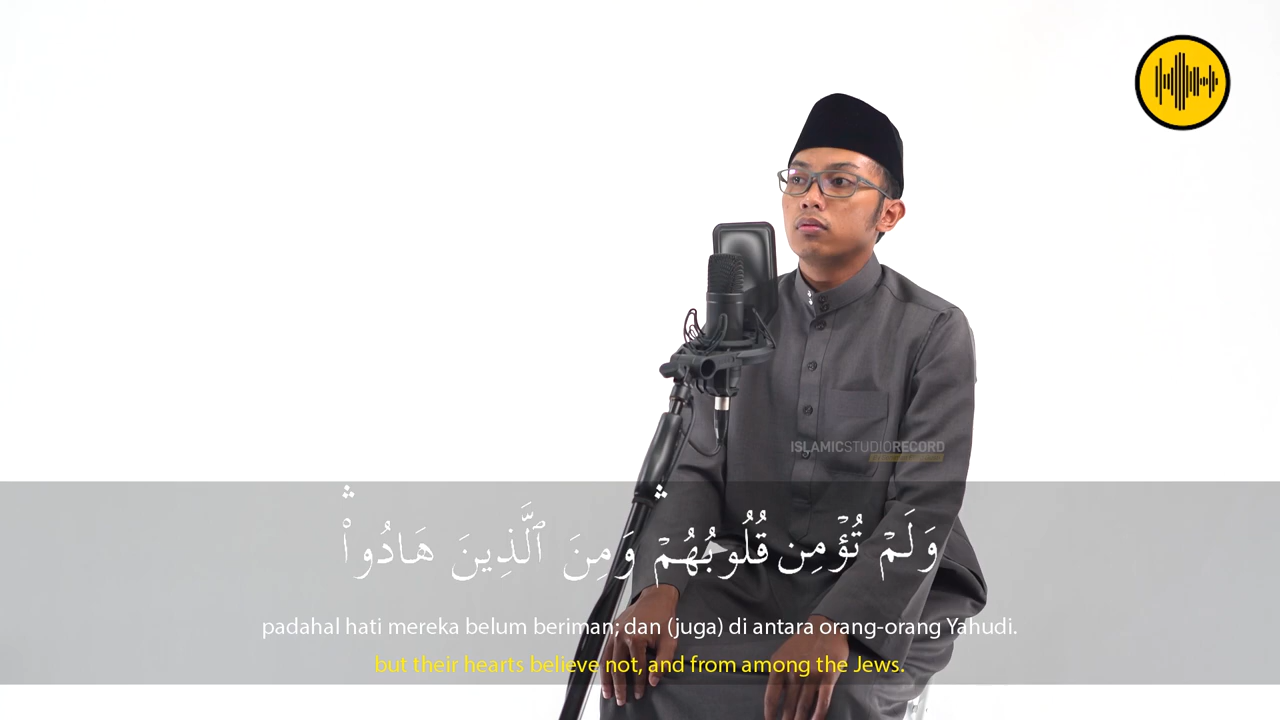 ISLAMICSTUDIORECORD
وَلَمْ تُؤْمِن قُلُوبُهُمْ ۛ وَمِنَ ٱلَّذِينَ هَادُوا۟ ۛ
padahal hati mereka belum beriman; dan (juga) di antara orang-orang Yahudi.
but their hearts believe not, and from among the Jews.